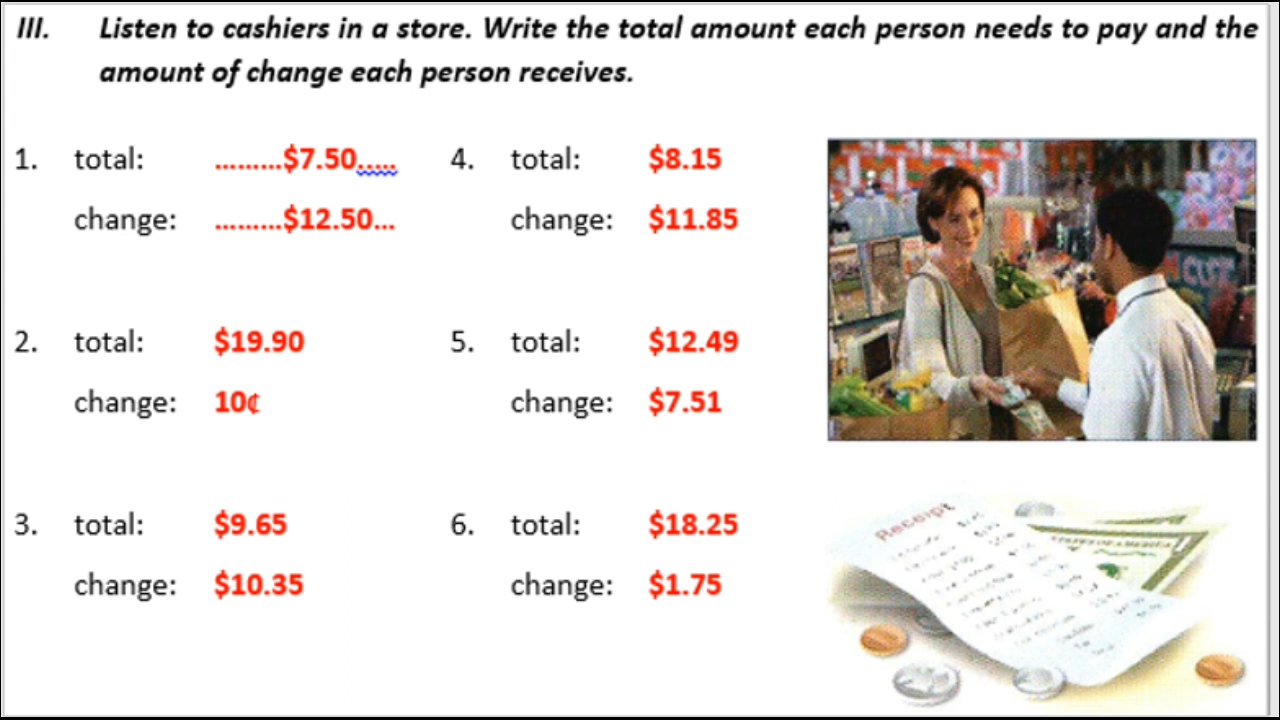 III. Listen to cashiers in a store. Write the total amount each person needs to pay and the
amount of change each person receives.
1. total: .........$7.50.....
change: .........$12.50...
2. total: $19.90
change: 10¢
3. total: $9.65
change: $10.35
4. total: $8.15
change: $11.85
5. total: $12.49
change: $7.51
6. total: $18.25
change: $1.75
Receipt